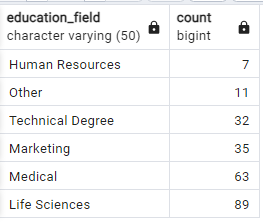 education_field count
character varying (50) bigint
Human Resources 7
Other 11
Technical Degree 32
Marketing 35
Medical 63
Life Sciences 89